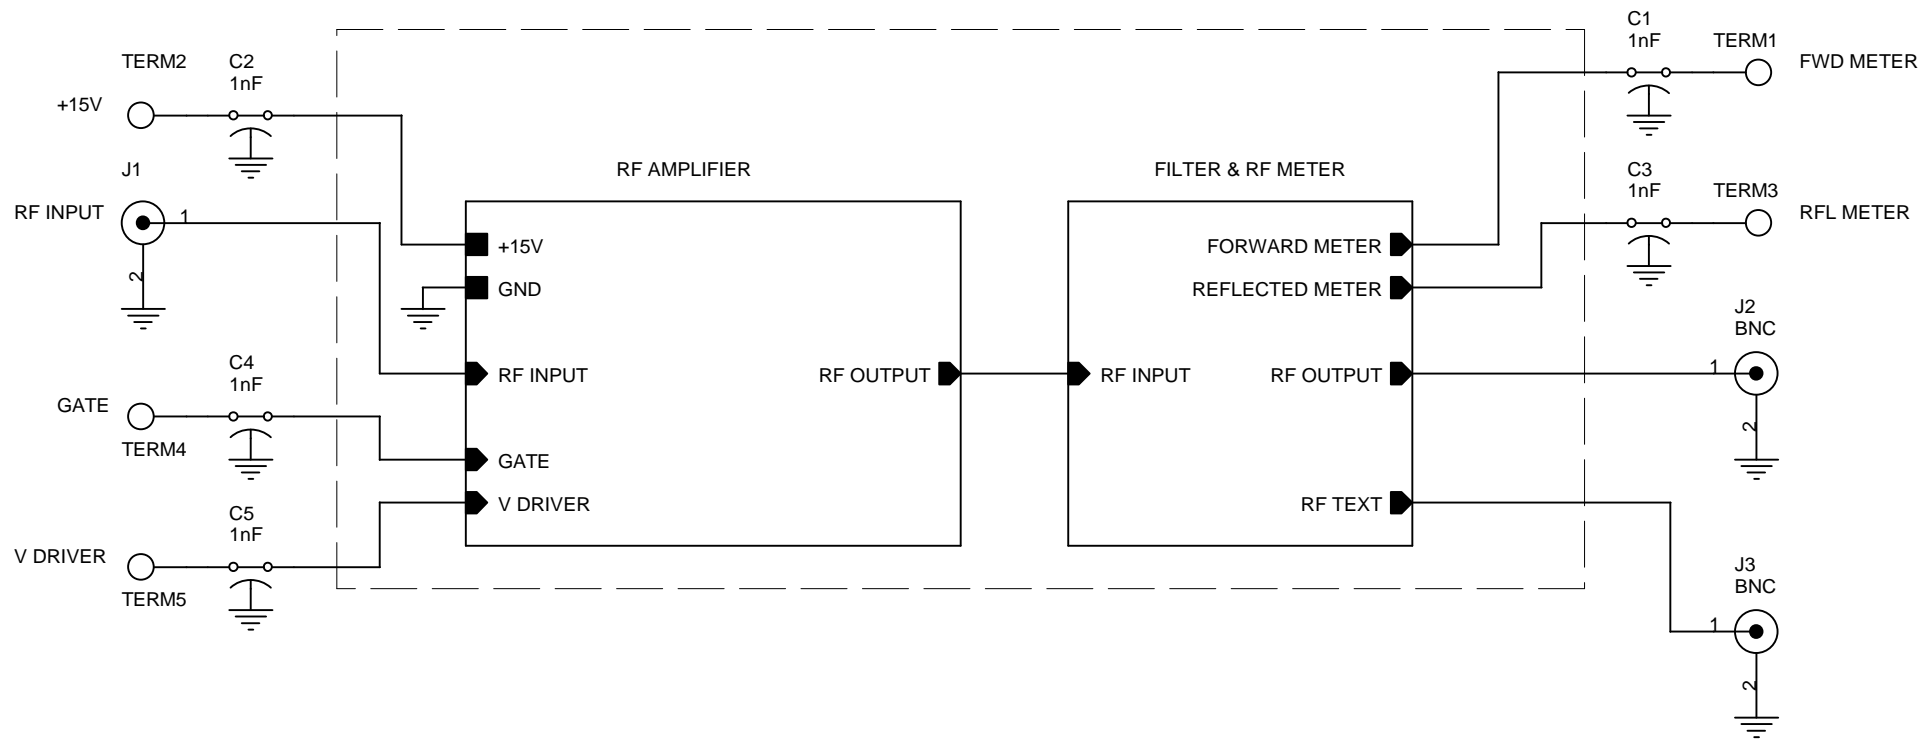 C1
1nF
TERM1
FWD METER
TERM2
C2
1nF
+15V
J1
RF INPUT
1
2
RF AMPLIFIER
FILTER & RF METER
C3
1nF
TERM3
RFL METER
+15V
GND
RF INPUT
GATE
V DRIVER
RF OUTPUT
RF INPUT
FORWARD METER
REFLECTED METER
RF OUTPUT
RF TEXT
J2
BNC
1
2
C4
1nF
GATE
TERM4
C5
1nF
V DRIVER
TERM5
J3
BNC
1
2